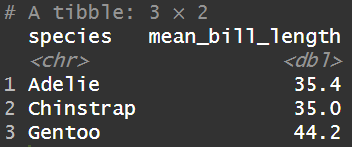 # A tibble: 3 × 2
species mean_bill_length
<chr> <dbl>
1 Adelie 35.4
2 Chinstrap 35.0
3 Gentoo 44.2